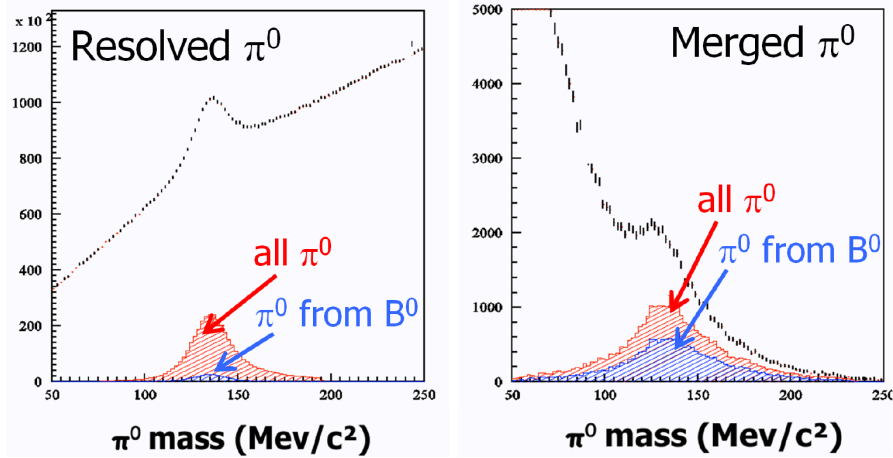 x 10²
Resolved π⁰
1200
1000
800
600
400
200
0
all π⁰
π⁰ from B⁰
50
100
150
200
250
π⁰ mass (Mev/c²)
5000
Merged π⁰
4000
3000
2000
1000
0
all π⁰
π⁰ from B⁰
50
100
150
200
250
π⁰ mass (Mev/c²)